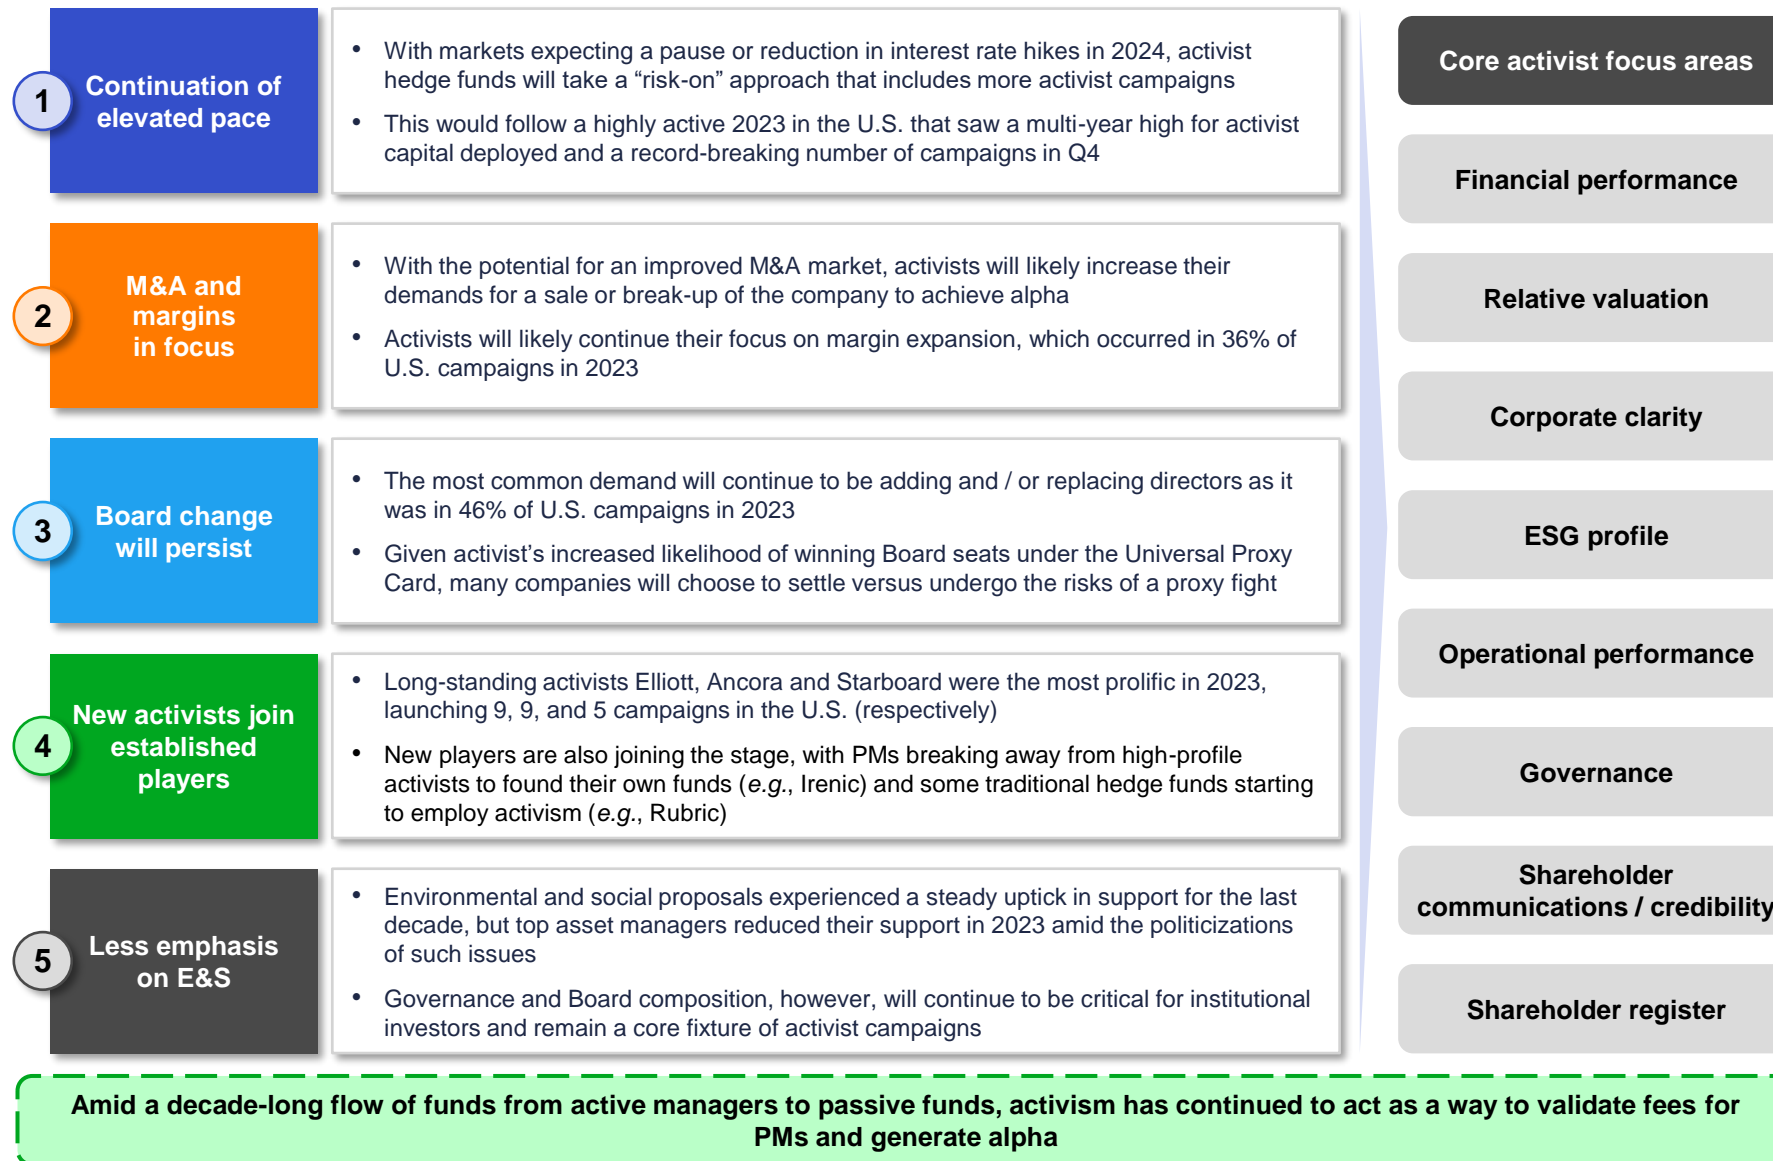 1
Continuation of
elevated pace
• With markets expecting a pause or reduction in interest rate hikes in 2024, activist
hedge funds will take a “risk-on” approach that includes more activist campaigns
• This would follow a highly active 2023 in the U.S. that saw a multi-year high for activist
capital deployed and a record-breaking number of campaigns in Q4
2
M&A and
margins
in focus
• With the potential for an improved M&A market, activists will likely increase their
demands for a sale or break-up of the company to achieve alpha
• Activists will likely continue their focus on margin expansion, which occurred in 36% of
U.S. campaigns in 2023
3
Board change
will persist
• The most common demand will continue to be adding and / or replacing directors as it
was in 46% of U.S. campaigns in 2023
• Given activist’s increased likelihood of winning Board seats under the Universal Proxy
Card, many companies will choose to settle versus undergo the risks of a proxy fight
4
New activists join
established
players
• Long-standing activists Elliott, Ancora and Starboard were the most prolific in 2023,
launching 9, 9, and 5 campaigns in the U.S. (respectively)
• New players are also joining the stage, with PMs breaking away from high-profile
activists to found their own funds (e.g., Irenic) and some traditional hedge funds starting
to employ activism (e.g., Rubric)
5
Less emphasis
on E&S
• Environmental and social proposals experienced a steady uptick in support for the last
decade, but top asset managers reduced their support in 2023 amid the politicizations
of such issues
• Governance and Board composition, however, will continue to be critical for institutional
investors and remain a core fixture of activist campaigns
Core activist focus areas
Financial performance
Relative valuation
Corporate clarity
ESG profile
Operational performance
Governance
Shareholder
communications / credibility
Shareholder register
Amid a decade-long flow of funds from active managers to passive funds, activism has continued to act as a way to validate fees for
PMs and generate alpha